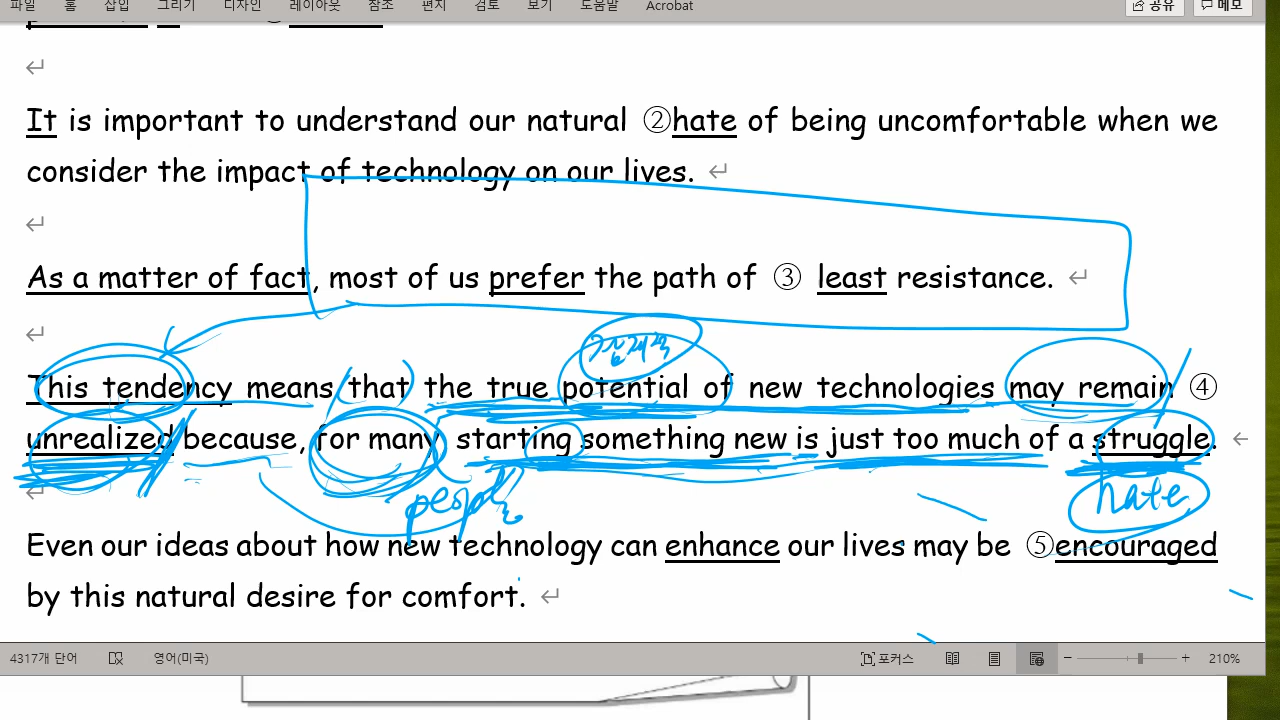 파일 홈 삽입 그리기 디자인 레이아웃 참조 편지 검토 보기 도움말 Acrobat 공유 메모
It is important to understand our natural ②hate of being uncomfortable when we
consider the impact of technology on our lives.
As a matter of fact, most of us prefer the path of ③ least resistance.
잠재력
This tendency means that the true potential of new technologies may remain ④
unrealized because, for many starting something new is just too much of a struggle.
people
hate
Even our ideas about how new technology can enhance our lives may be ⑤encouraged
by this natural desire for comfort.
4317개 단어 영어(미국) 포커스 210%